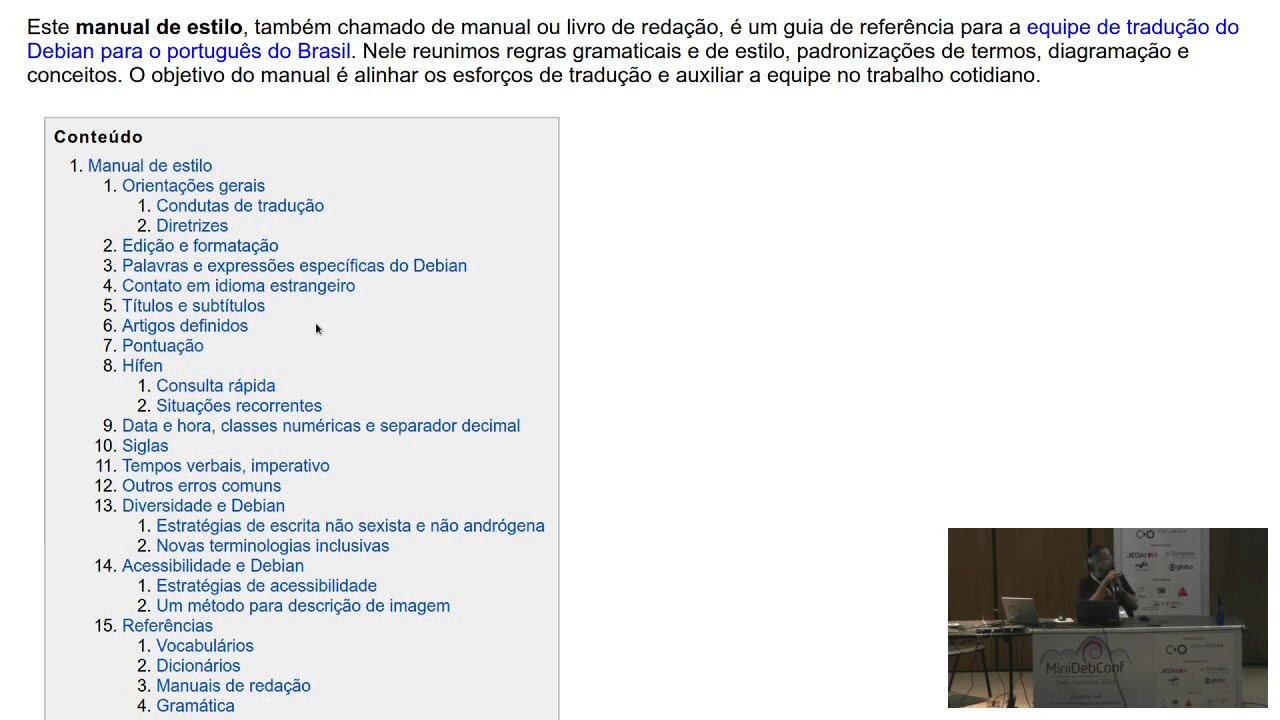 Este manual de estilo, também chamado de manual ou livro de redação, é um guia de referência para a equipe de tradução do
Debian para o português do Brasil. Nele reunimos regras gramaticais e de estilo, padronizações de termos, diagramação e
conceitos. O objetivo do manual é alinhar os esforços de tradução e auxiliar a equipe no trabalho cotidiano.
Conteúdo
1. Manual de estilo
1. Orientações gerais
1. Condutas de tradução
2. Diretrizes
2. Edição e formatação
3. Palavras e expressões específicas do Debian
4. Contato em idioma estrangeiro
5. Títulos e subtítulos
6. Artigos definidos
7. Pontuação
8. Hífen
1. Consulta rápida
2. Situações recorrentes
9. Data e hora, classes numéricas e separador decimal
10. Siglas
11. Tempos verbais, imperativo
12. Outros erros comuns
13. Diversidade e Debian
1. Estratégias de escrita não sexista e não andrógena
2. Novas terminologias inclusivas
14. Acessibilidade e Debian
1. Estratégias de acessibilidade
2. Um método para descrição de imagem
15. Referências
1. Vocabulários
2. Dicionários
3. Manuais de redação
4. Gramática
COLLABORA
globo
MiniDebConf
COLLABORA
globo